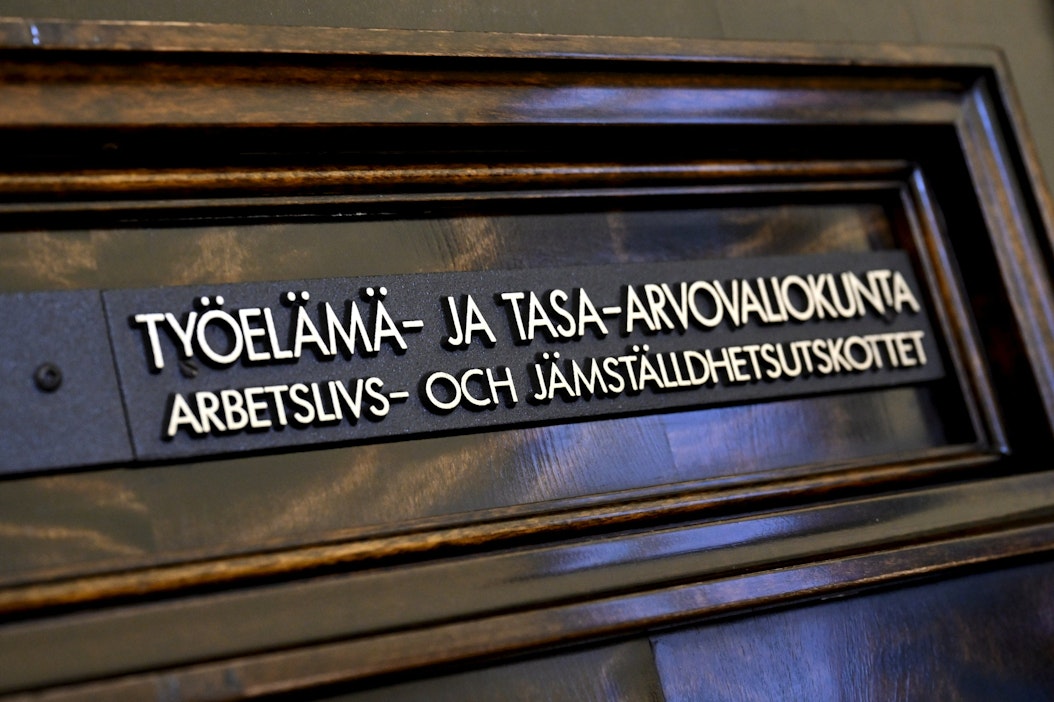 TYÖELÄMÄ- JA TASA-ARVOVALIOKUNTA
ARBETSLIVS- OCH JÄMSTÄLLDHETSUTSKOTTET